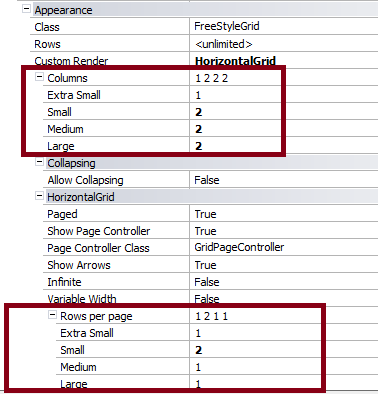 Appearance
Class FreeStyleGrid
Rows <unlimited>
Custom Render HorizontalGrid
Columns 1 2 2 2
Extra Small 1
Small 2
Medium 2
Large 2
Collapsing
Allow Collapsing False
HorizontalGrid
Paged True
Show Page Controller True
Page Controller Class GridPageController
Show Arrows True
Infinite False
Variable Width False
Rows per page 1 2 1 1
Extra Small 1
Small 2
Medium 1
Large 1